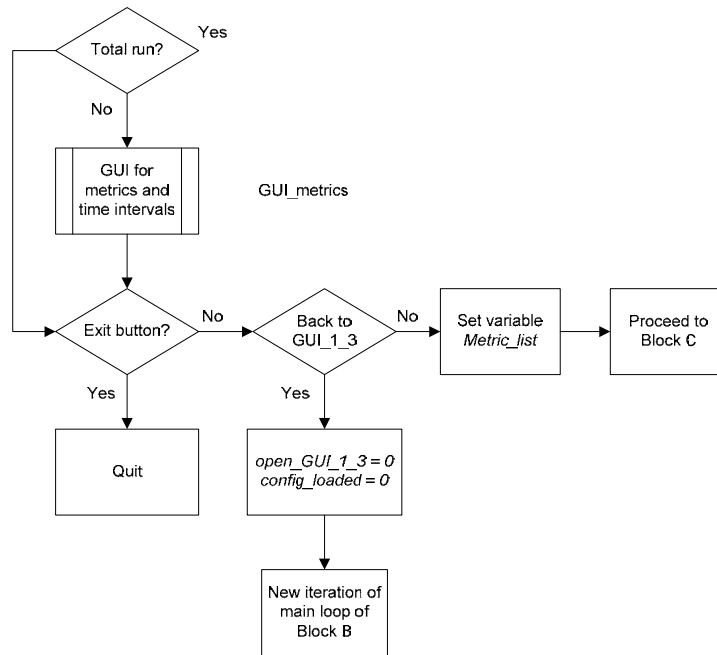 Total run?
Yes
No
GUI for
metrics and
time intervals
GUI_metrics
Exit button?
No
Back to
GUI_1_3
No
Set variable
Metric_list
Proceed to
Block C
Yes
Yes
Quit
open_GUI_1_3 = 0
config_loaded = 0
New iteration of
main loop of
Block B